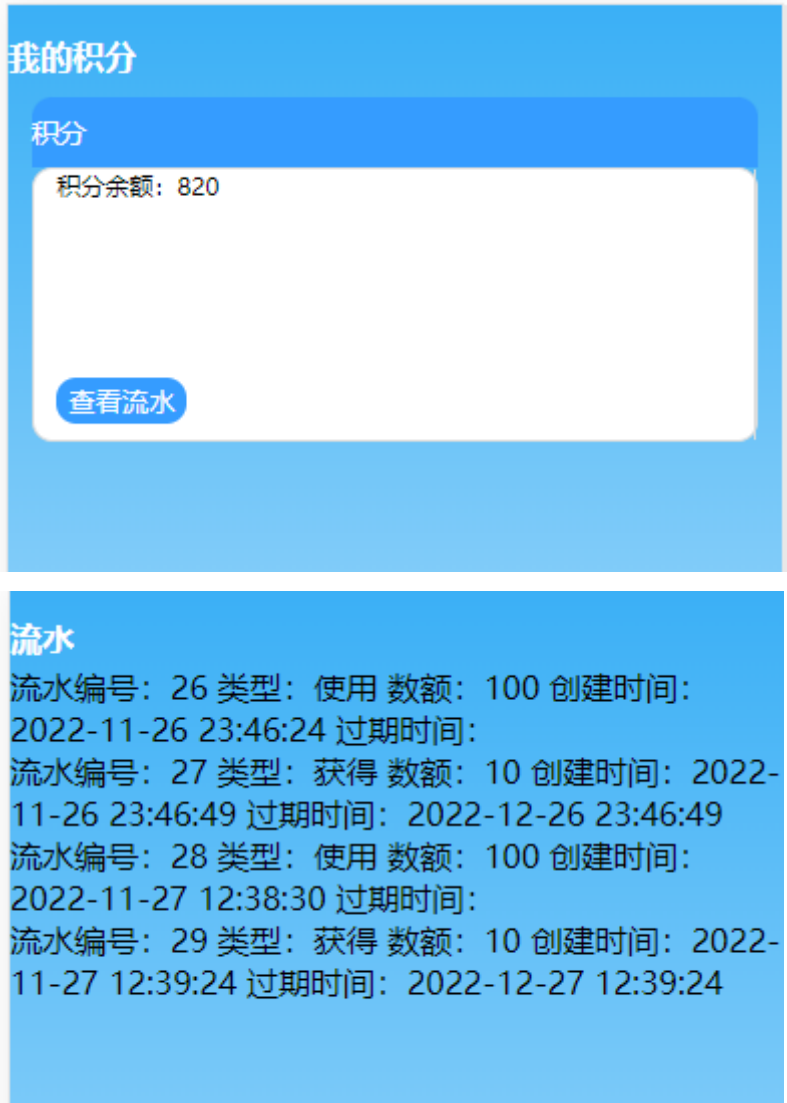 我的积分
积分
积分余额：820
查看流水
流水
流水编号：26 类型：使用 数额：100 创建时间：
2022-11-26 23:46:24 过期时间：
流水编号：27 类型：获得 数额：10 创建时间：2022-
11-26 23:46:49 过期时间：2022-12-26 23:46:49
流水编号：28 类型：使用 数额：100 创建时间：
2022-11-27 12:38:30 过期时间：
流水编号：29 类型：获得 数额：10 创建时间：2022-
11-27 12:39:24 过期时间：2022-12-27 12:39:24